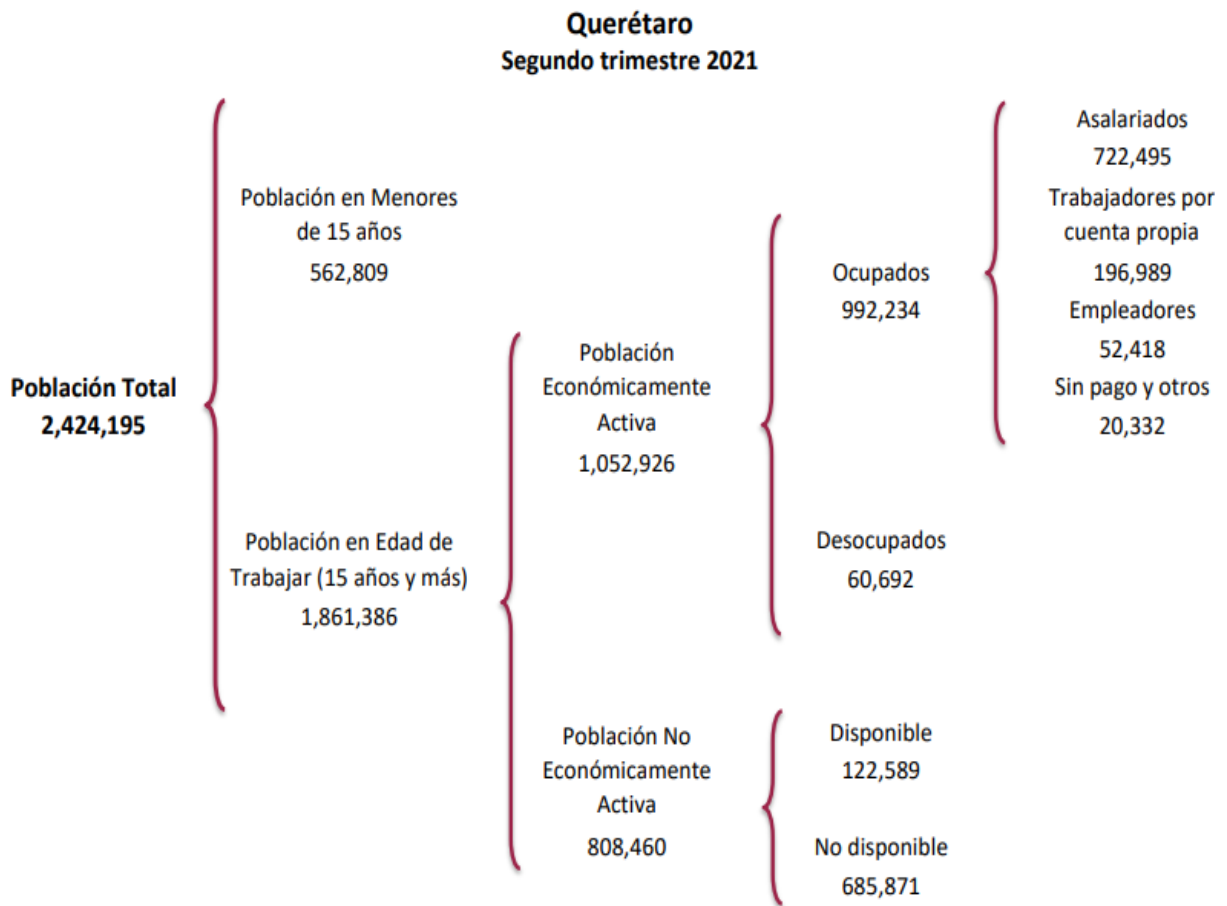 Querétaro
Segundo trimestre 2021
Población Total
2,424,195
Población en Menores
de 15 años
562,809
Población en Edad de
Trabajar (15 años y más)
1,861,386
Población
Económicamente
Activa
1,052,926
Población No
Económicamente
Activa
808,460
Ocupados
992,234
Desocupados
60,692
Disponible
122,589
No disponible
685,871
Asalariados
722,495
Trabajadores por
cuenta propia
196,989
Empleadores
52,418
Sin pago y otros
20,332